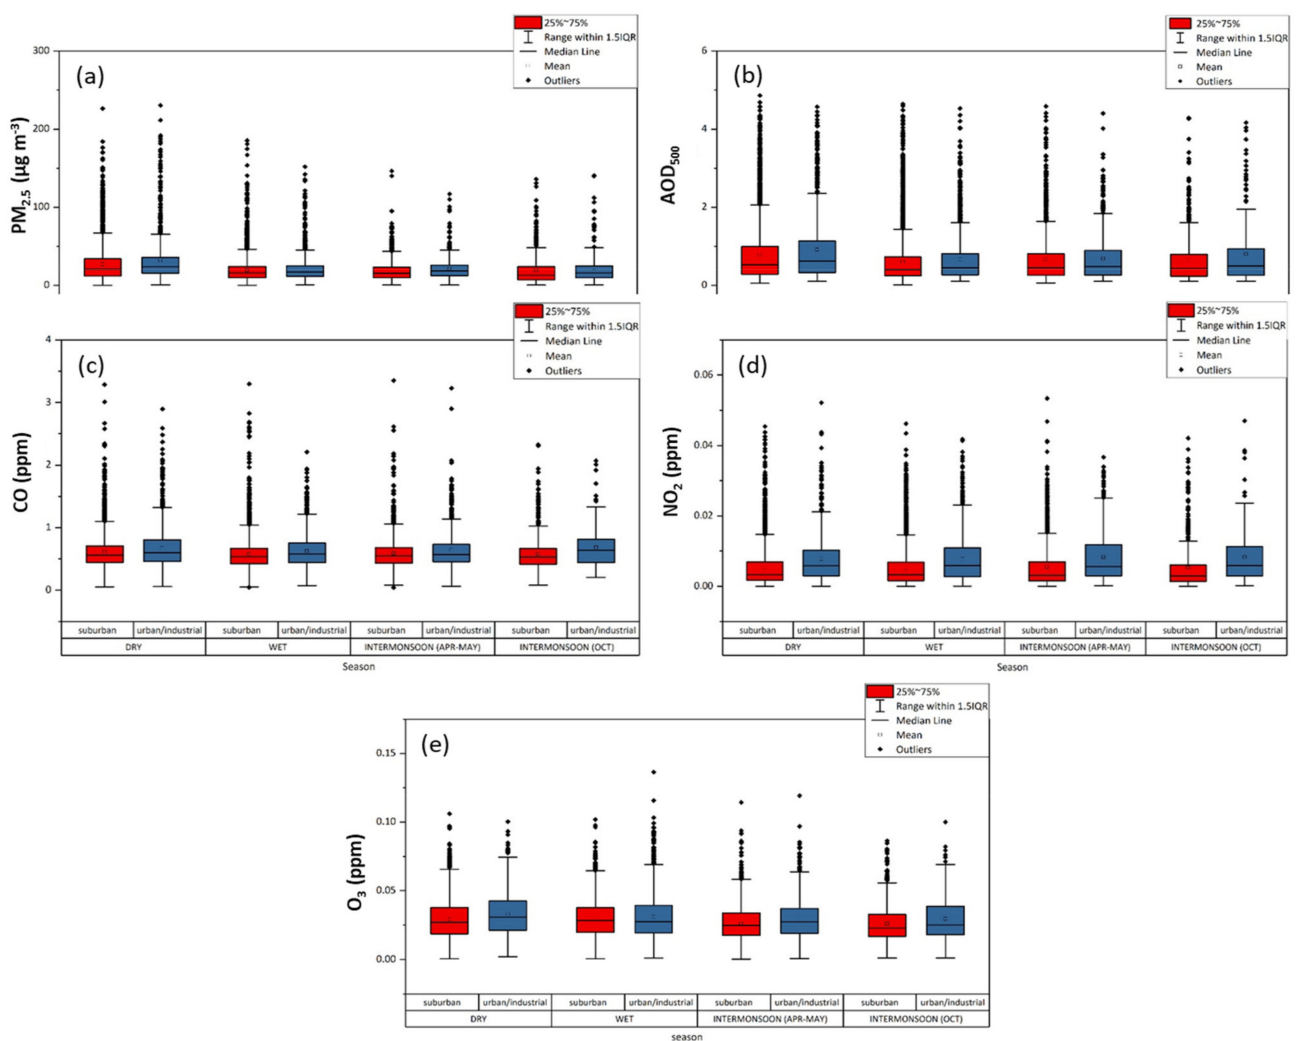 25%~75%
Range within 1.5IQR
Median Line
Mean
Outliers
(a)
PM2.5 (µg m-3)
300
200
100
0
25%~75%
Range within 1.5IQR
Median Line
Mean
Outliers
(b)
AOD500
6
4
2
0
25%~75%
Range within 1.5IQR
Median Line
Mean
Outliers
(c)
CO (ppm)
4
3
2
1
0
suburban urban/industrial suburban urban/industrial suburban urban/industrial suburban urban/industrial
DRY WET INTERMONSOON (APR-MAY) INTERMONSOON (OCT)
Season
25%~75%
Range within 1.5IQR
Median Line
Mean
Outliers
(d)
NO2 (ppm)
0.06
0.04
0.02
0.00
suburban urban/industrial suburban urban/industrial suburban urban/industrial suburban urban/industrial
DRY WET INTERMONSOON (APR-MAY) INTERMONSOON (OCT)
Season
25%~75%
Range within 1.5IQR
Median Line
Mean
Outliers
(e)
O3 (ppm)
0.15
0.10
0.05
0.00
suburban urban/industrial suburban urban/industrial suburban urban/industrial suburban urban/industrial
DRY WET INTERMONSOON (APR-MAY) INTERMONSOON (OCT)
season